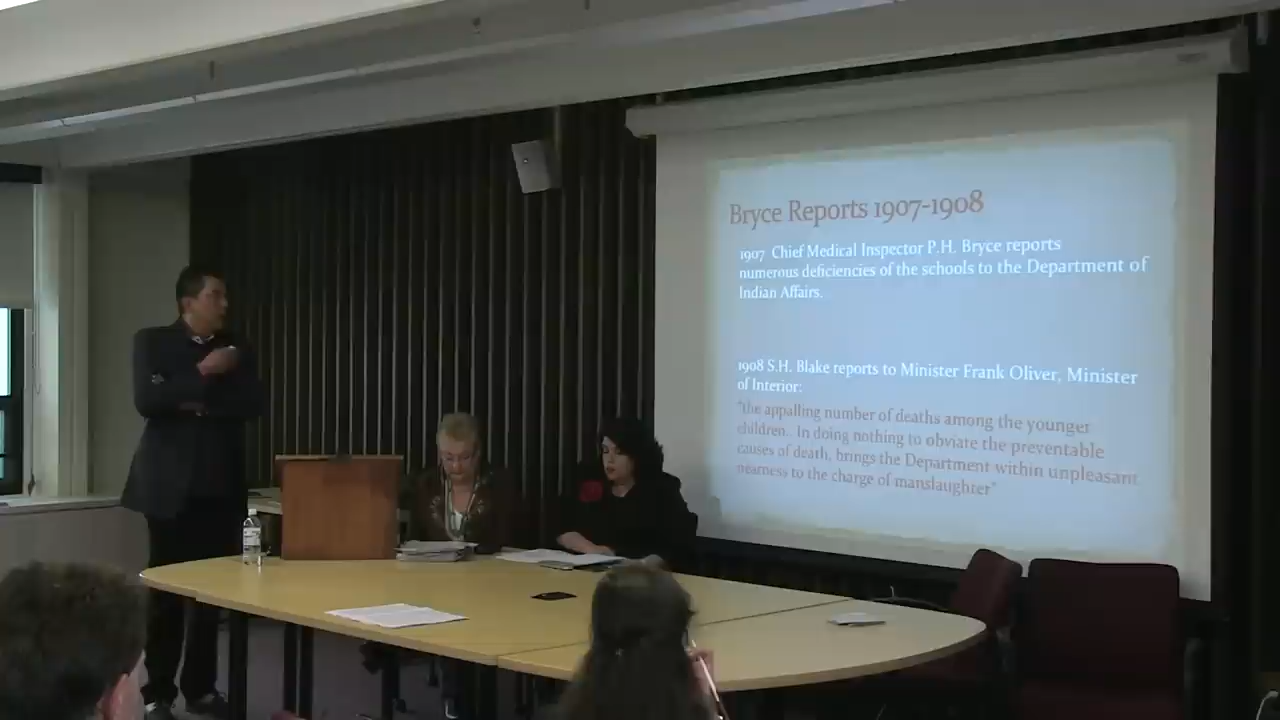 Bryce Reports 1907-1908
1907 Chief Medical Inspector P.H. Bryce reports
numerous deficiencies of the schools to the Department of
Indian Affairs.
1908 S.H. Blake reports to Minister Frank Oliver, Minister
of Interior:
"the appalling number of deaths among the younger
children.. In doing nothing to obviate the preventable
causes of death, brings the Department within unpleasant
nearness to the charge of manslaughter"